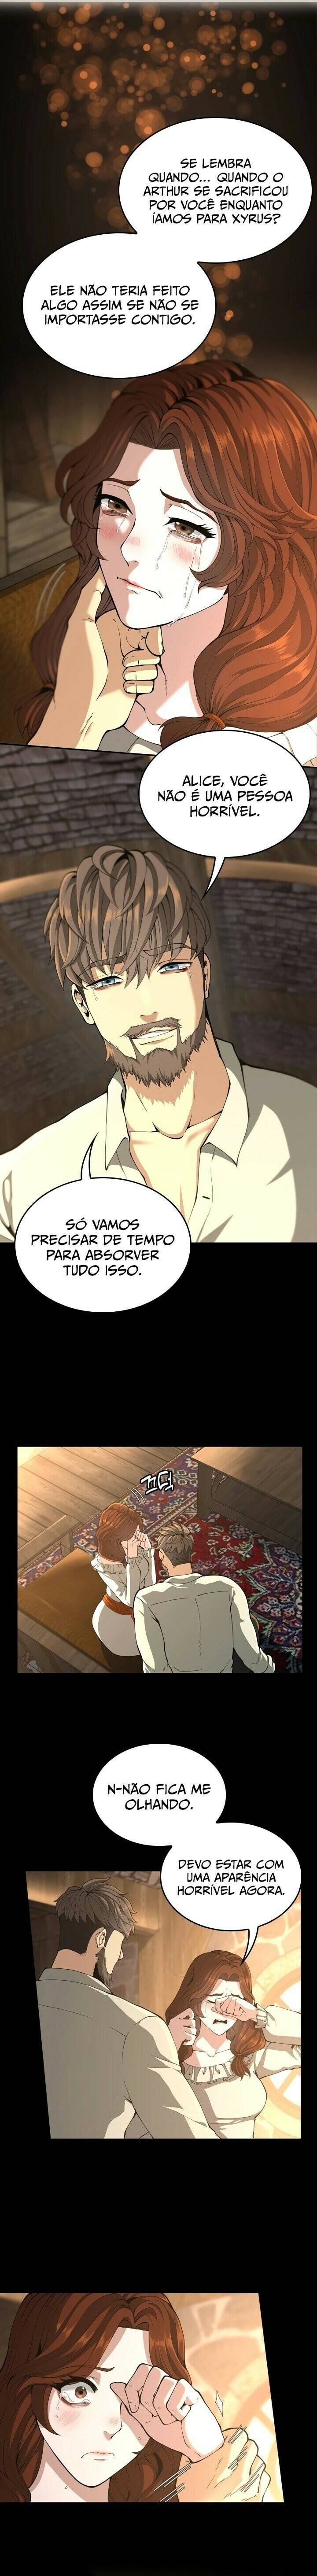 SE LEMBRA
QUANDO... QUANDO O
ARTHUR SE SACRIFICOU
POR VOCÊ ENQUANTO
ÍAMOS PARA XYRUS?
ELE NÃO TERIA FEITO
ALGO ASSIM SE NÃO SE
IMPORTASSE CONTIGO.
ALICE, VOCÊ
NÃO É UMA PESSOA
HORRÍVEL.
SÓ VAMOS
PRECISAR DE TEMPO
PARA ABSORVER
TUDO ISSO.
끄덕
N-NÃO FICA ME
OLHANDO.
DEVO ESTAR COM
UMA APARÊNCIA
HORRÍVEL AGORA.